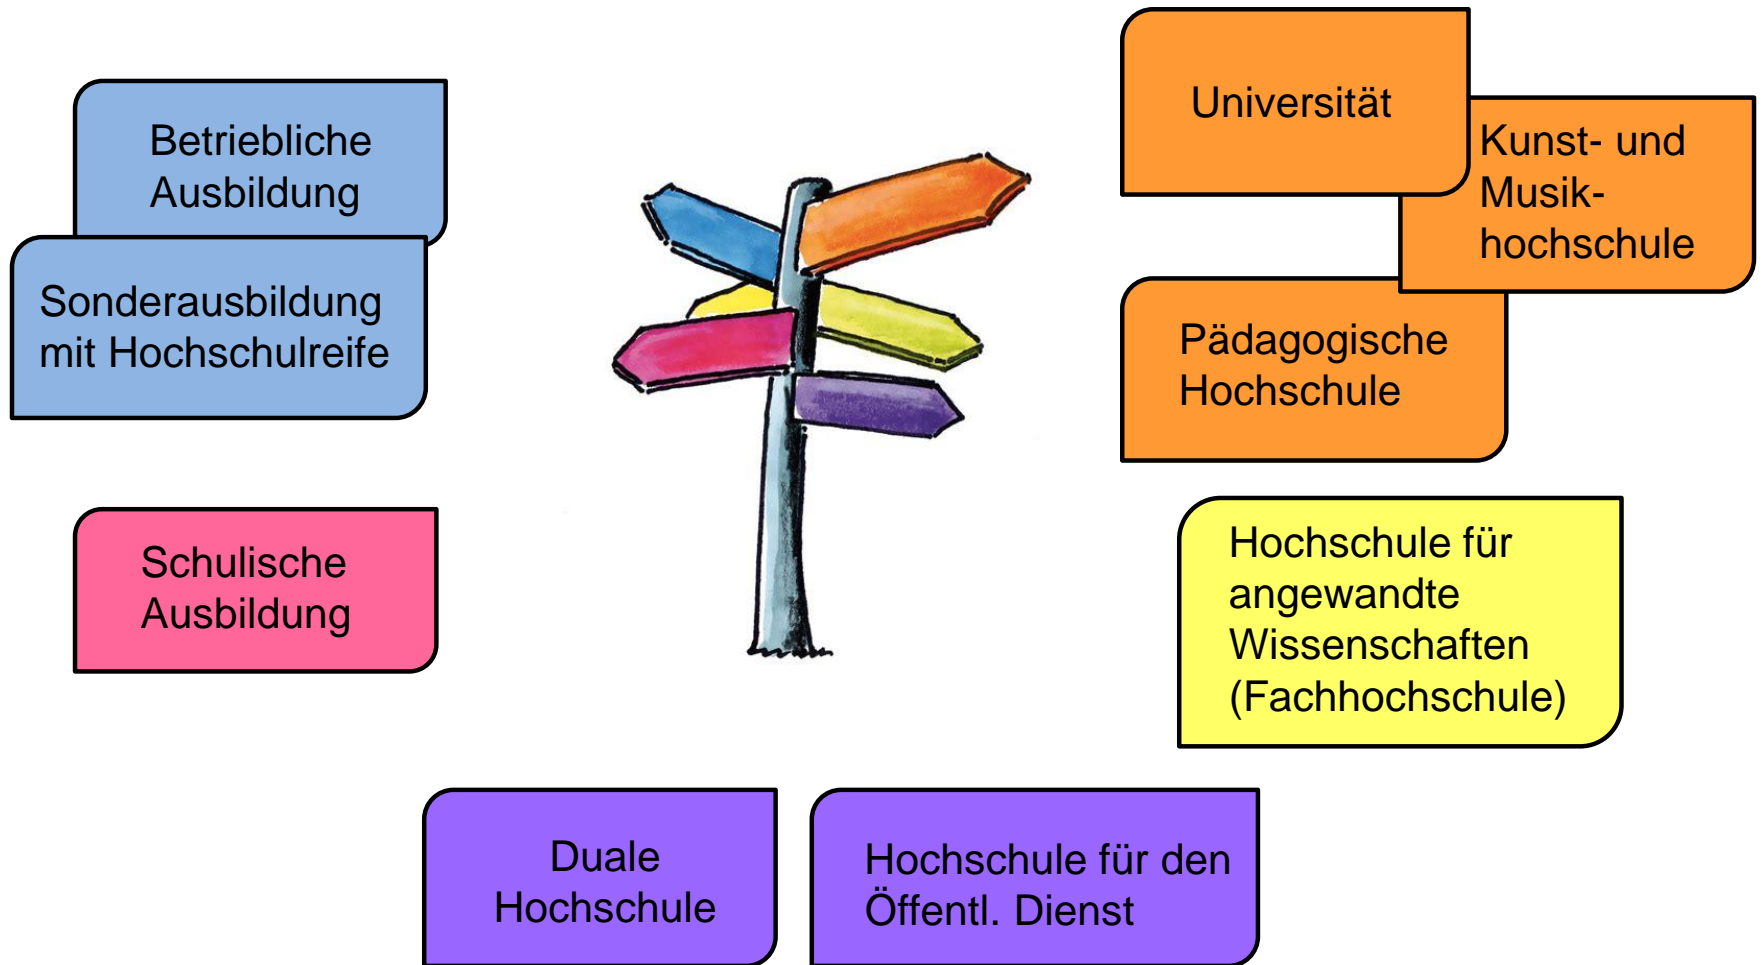 Betriebliche
Ausbildung
Sonderausbildung
mit Hochschulreife
Schulische
Ausbildung
Universität
Kunst- und
Musik-
hochschule
Pädagogische
Hochschule
Hochschule für
angewandte
Wissenschaften
(Fachhochschule)
Duale
Hochschule
Hochschule für den
Öffentl. Dienst